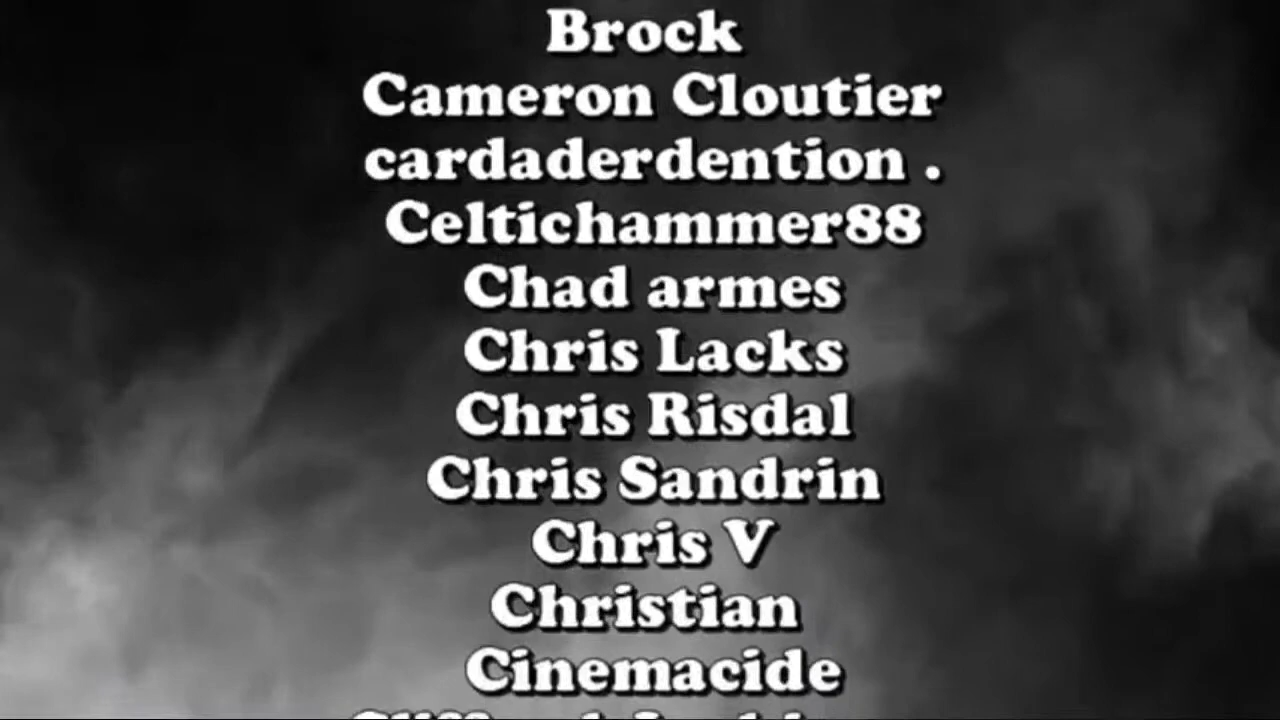 Brock
Cameron Cloutier
cardaderdention .
Celtichammer88
Chad armes
Chris Lacks
Chris Risdal
Chris Sandrin
Chris V
Christian
Cinemacide